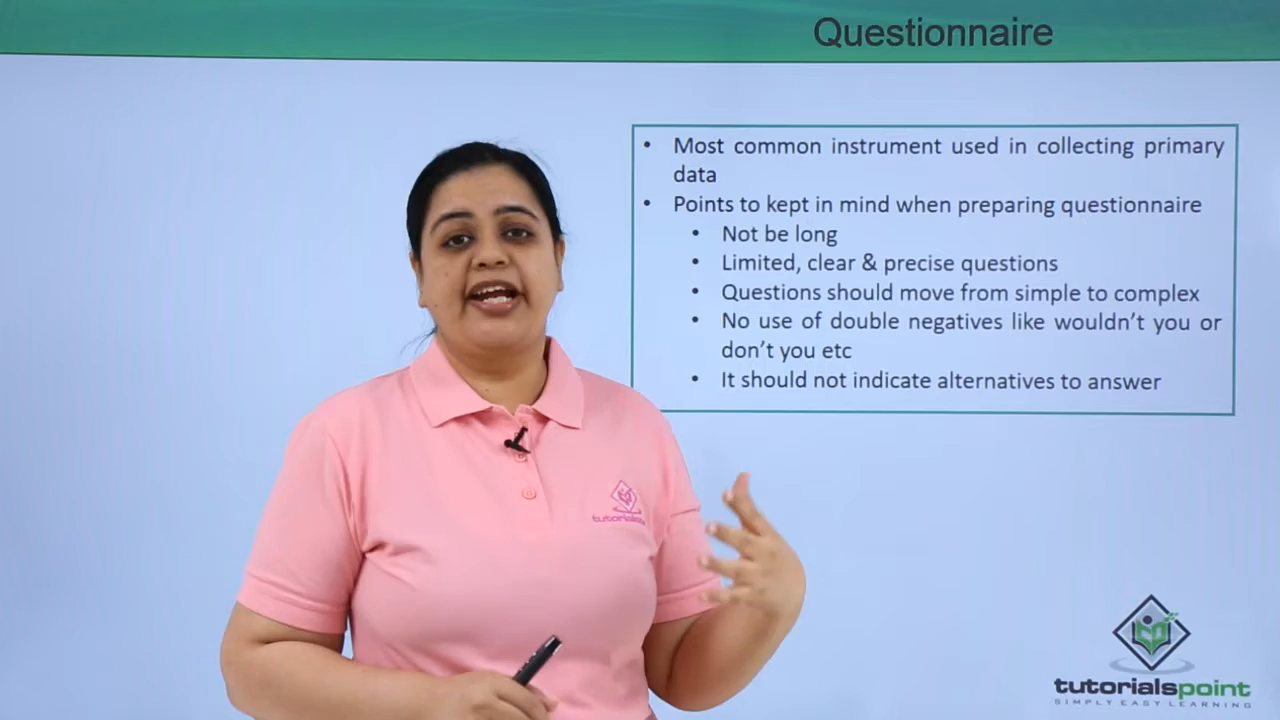 Questionnaire
• Most common instrument used in collecting primary
data
• Points to kept in mind when preparing questionnaire
• Not be long
• Limited, clear & precise questions
• Questions should move from simple to complex
• No use of double negatives like wouldn't you or
don't you etc
• It should not indicate alternatives to answer
tutorialspoint
SIMPLY EASY LEARNING